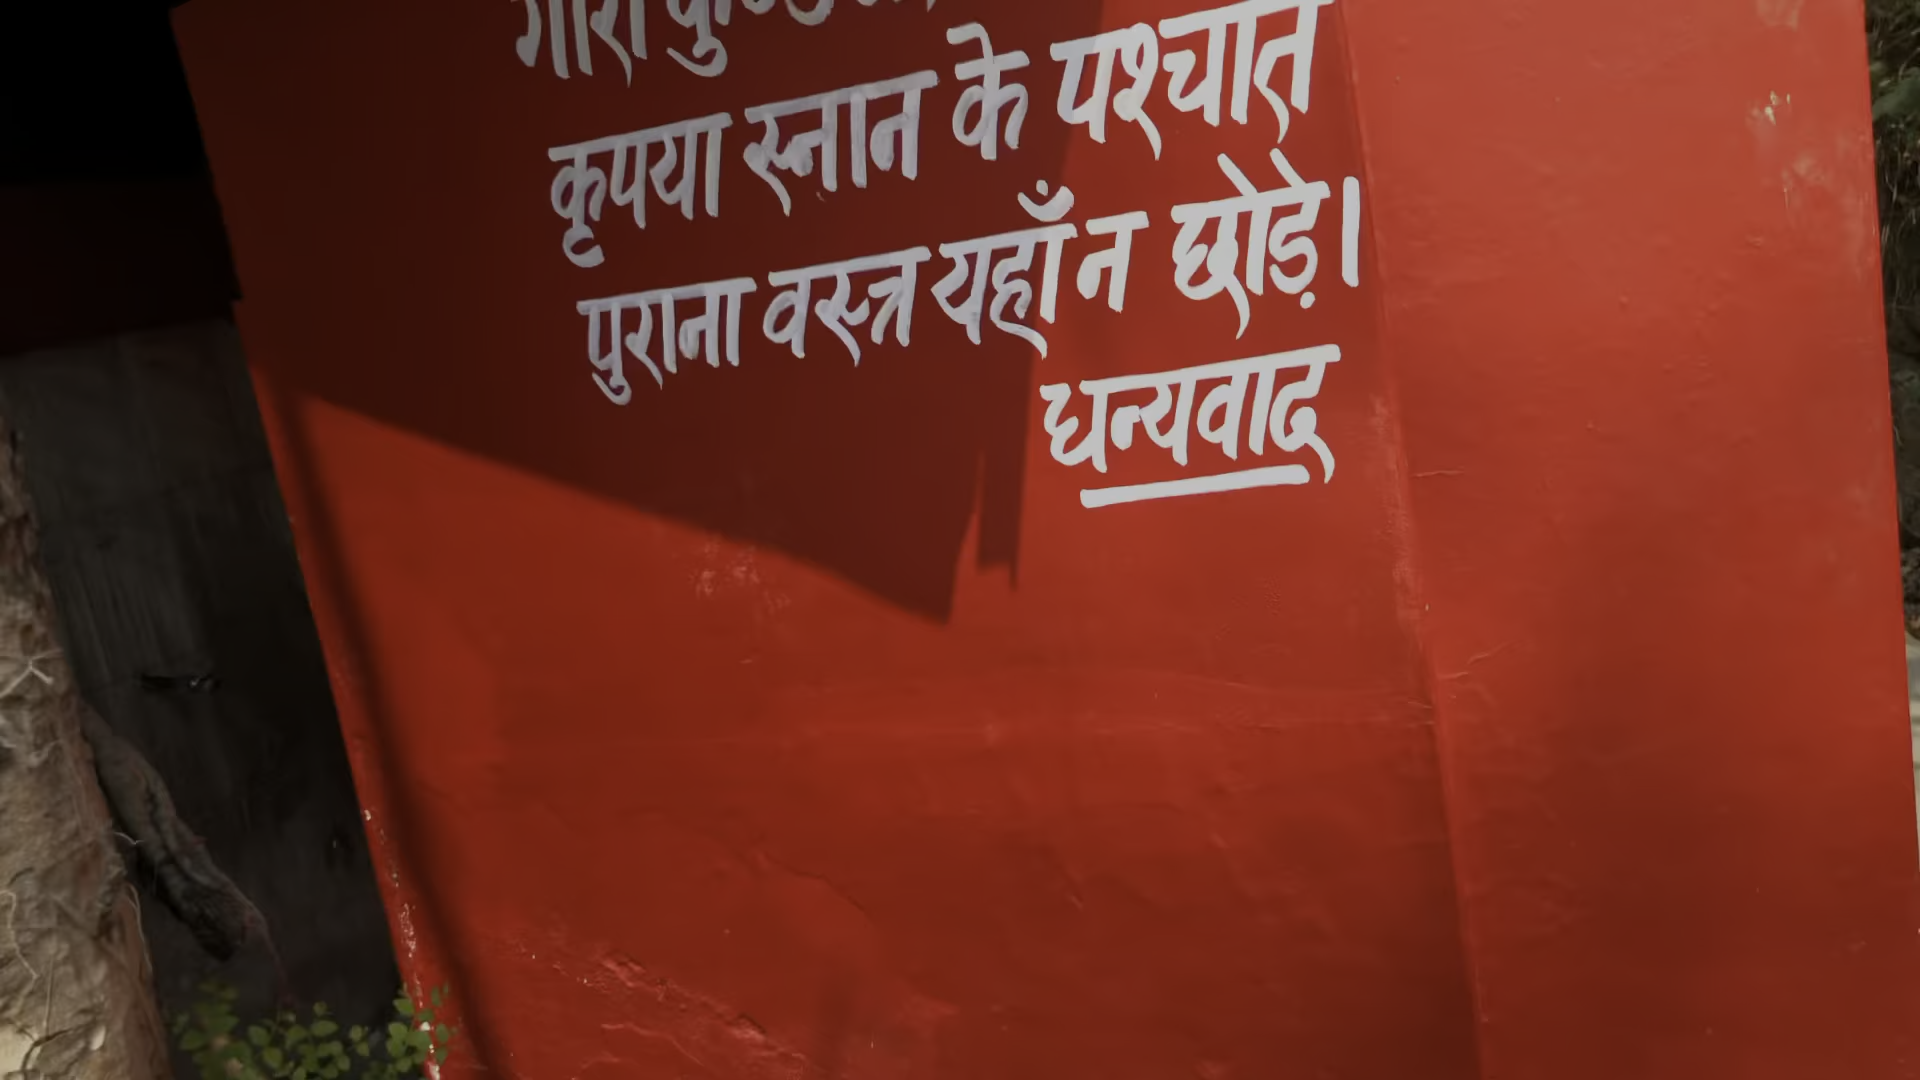 कृपया स्नान के पश्चात
पुराना वस्त्र यहाँ न छोड़े।
धन्यवाद